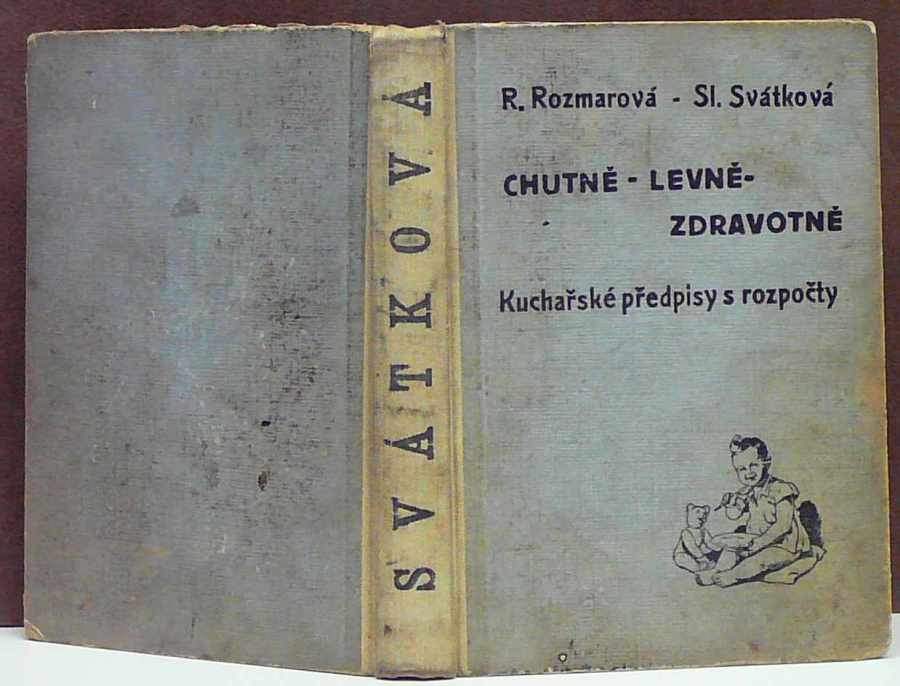 SVÁTKOVÁ
R. Rozmarová - Sl. Svátková
CHUTNĚ - LEVNĚ-
ZDRAVOTNĚ
Kuchařské předpisy s rozpočty